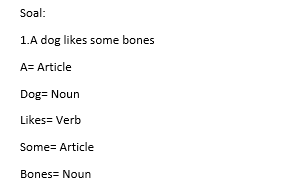 Soal:
1.A dog likes some bones
A= Article
Dog= Noun
Likes= Verb
Some= Article
Bones= Noun